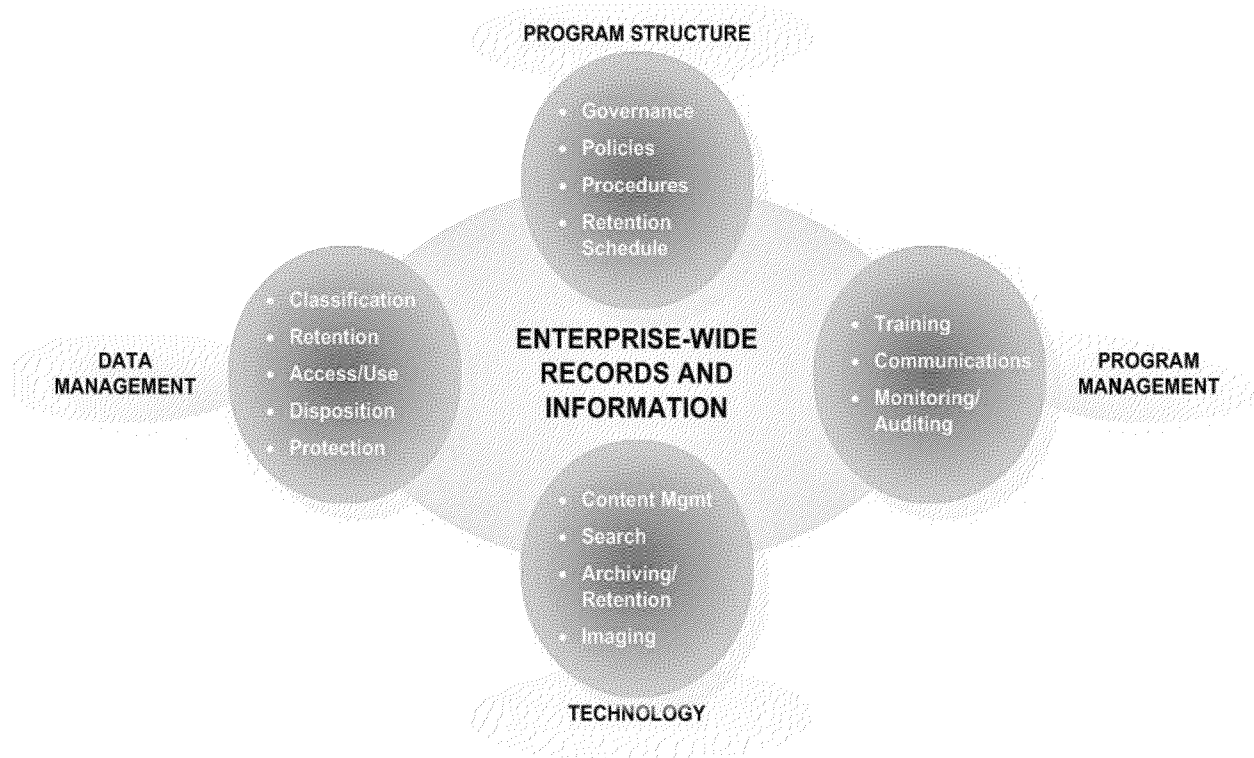 PROGRAM STRUCTURE
• Governance
• Policies
• Procedures
• Retention
Schedule
DATA
MANAGEMENT
• Classification
• Retention
• Access/Use
• Disposition
• Protection
ENTERPRISE-WIDE
RECORDS AND
INFORMATION
• Training
• Communications
• Monitoring/
Auditing
PROGRAM
MANAGEMENT
• Content Mgmt
• Search
• Archiving/
Retention
• Imaging
TECHNOLOGY